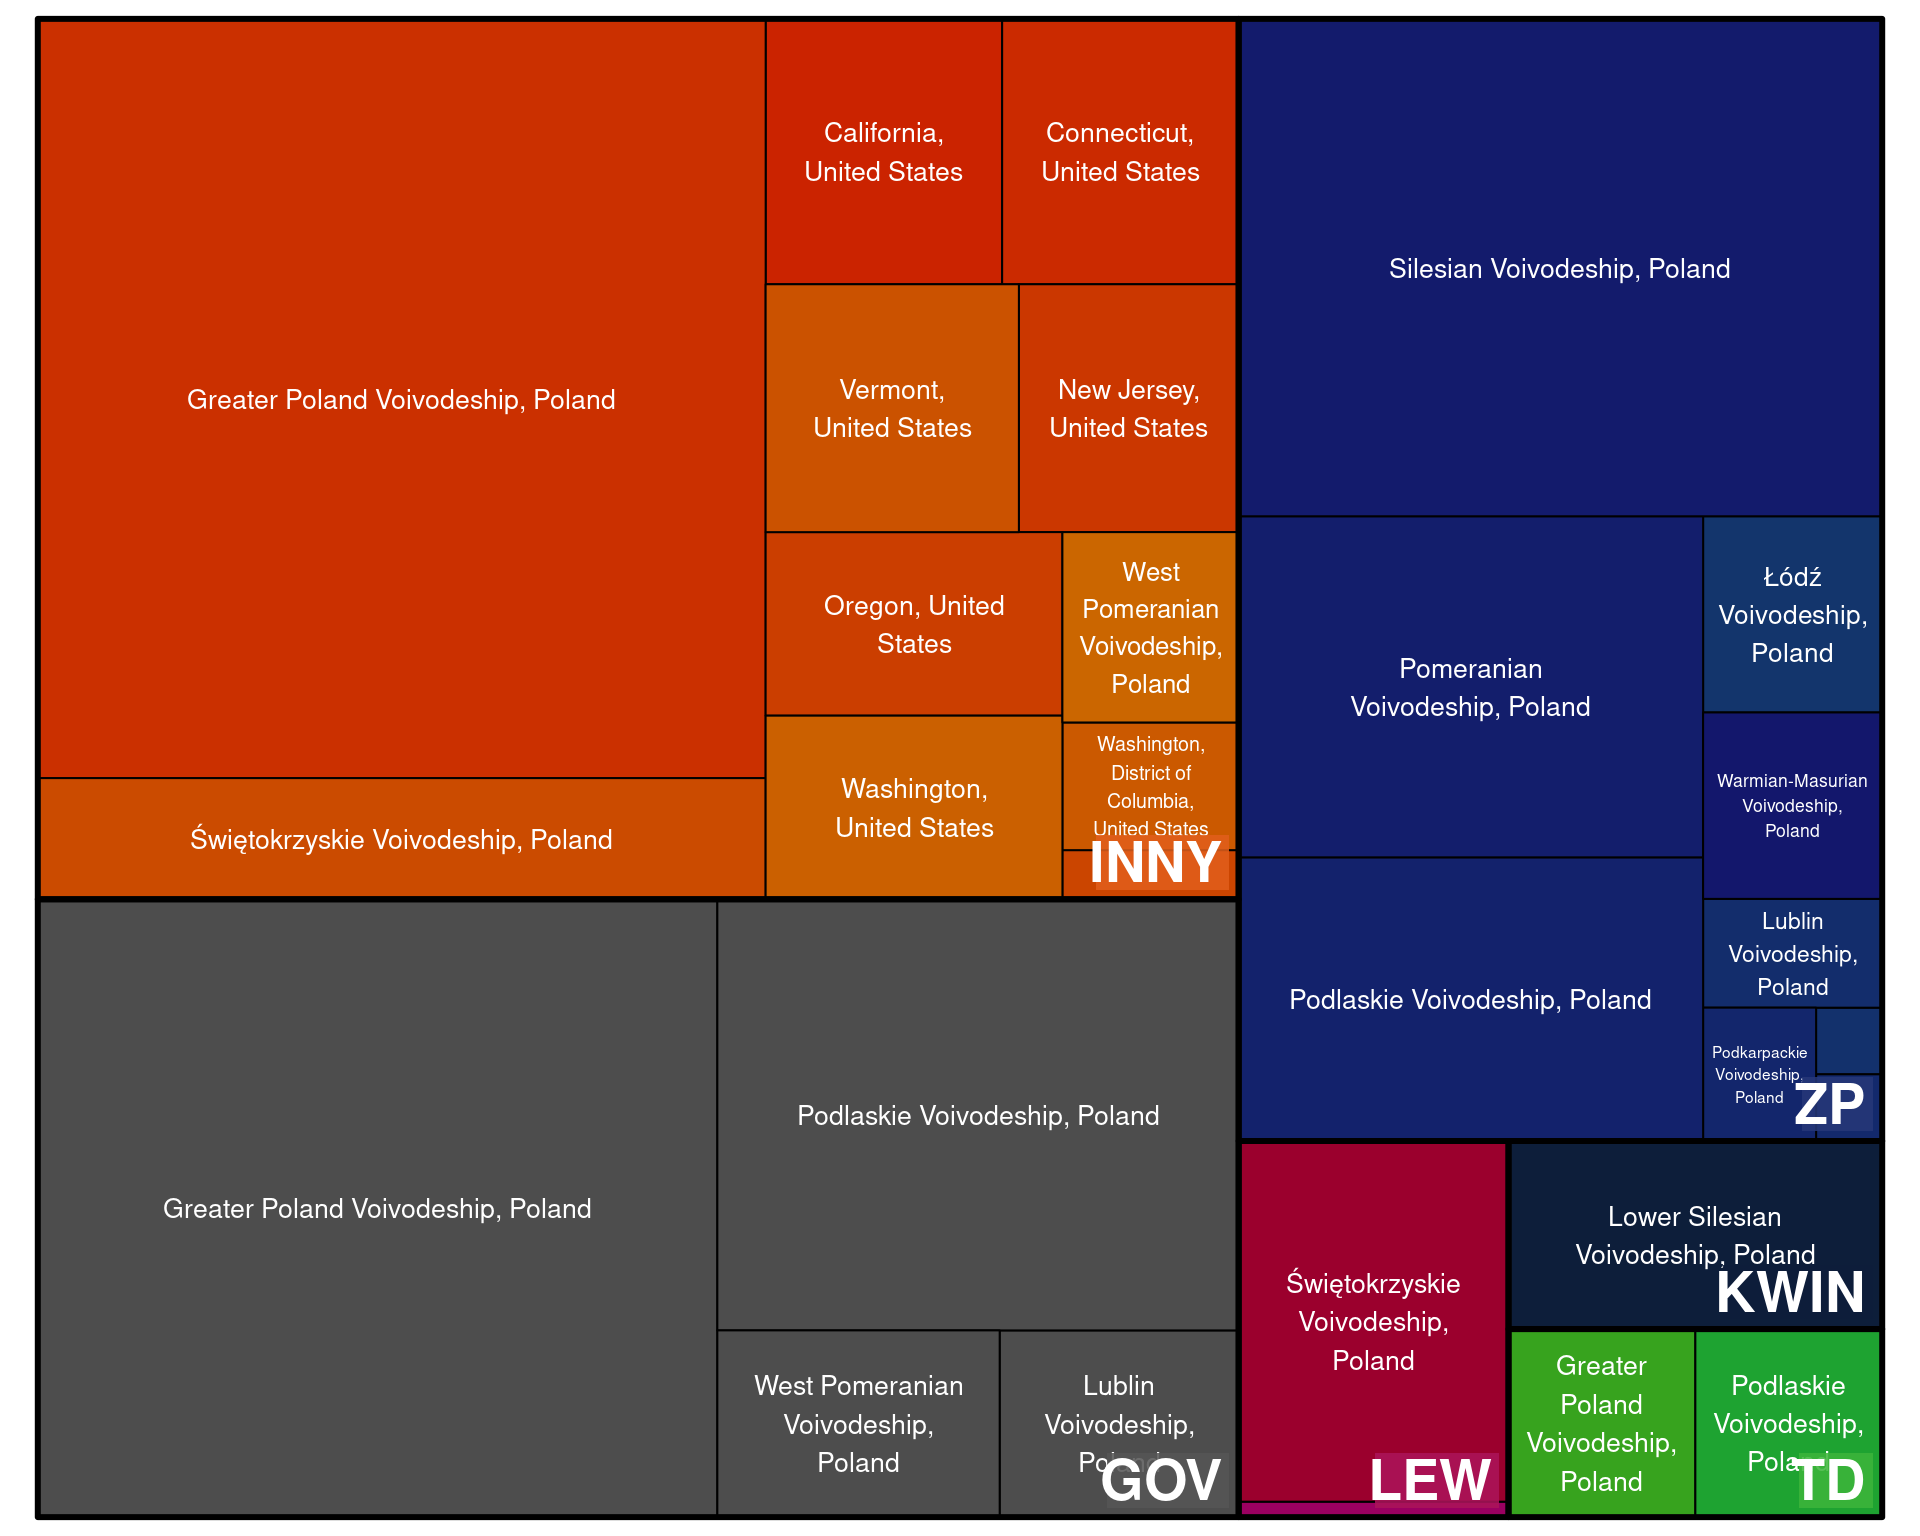 Greater Poland Voivodeship, Poland
Świętokrzyskie Voivodeship, Poland
California,
United States
Connecticut,
United States
Vermont,
United States
New Jersey,
United States
Oregon, United
States
West
Pomeranian
Voivodeship,
Poland
Washington,
United States
Washington,
District of
Columbia,
United States
INNY
Silesian Voivodeship, Poland
Pomeranian
Voivodeship, Poland
Łódź
Voivodeship,
Poland
Warmian-Masurian
Voivodeship,
Poland
Podlaskie Voivodeship, Poland
Lublin
Voivodeship,
Poland
Podkarpackie
Voivodeship,
Poland
ZP
Greater Poland Voivodeship, Poland
Podlaskie Voivodeship, Poland
West Pomeranian
Voivodeship,
Poland
Lublin
Voivodeship,
Poland
GOV
Świętokrzyskie
Voivodeship,
Poland
LEW
Lower Silesian
Voivodeship, Poland
KWIN
Greater
Poland
Voivodeship,
Poland
Podlaskie
Voivodeship,
Poland
TD